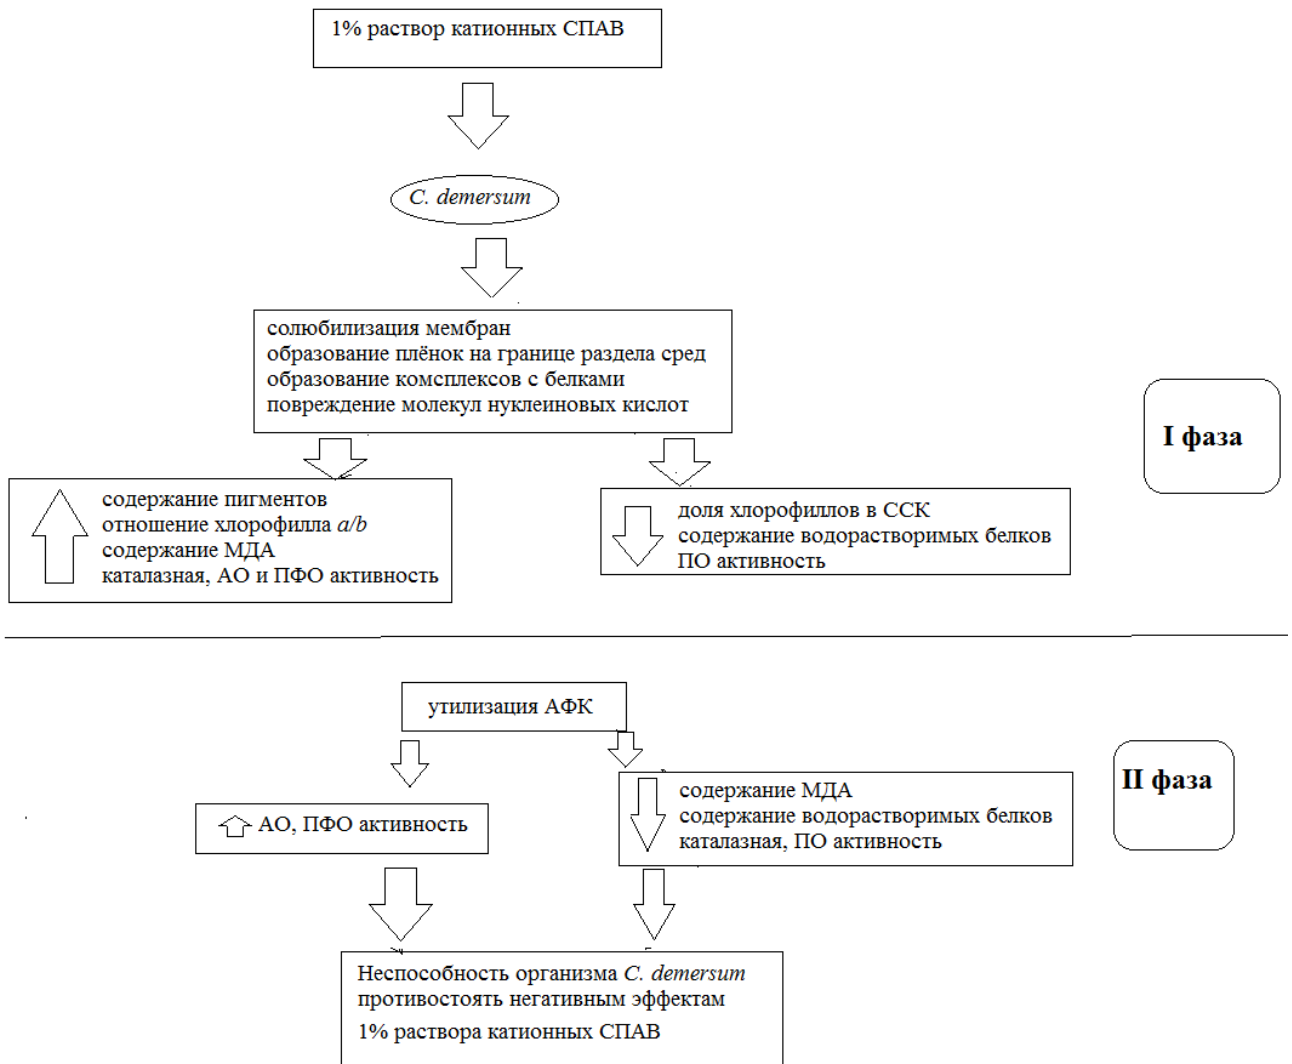 1% раствор катионных СПАВ
C. demersum
солюбилизация мембран
образование плёнок на границе раздела сред
образование комсплексов с белками
повреждение молекул нуклеиновых кислот
I фаза
содержание пигментов
отношение хлорофилла a/b
содержание МДА
каталазная, АО и ПФО активность
доля хлорофиллов в ССК
содержание водорастворимых белков
ПО активность
утилизация АФК
II фаза
АО, ПФО активность
содержание МДА
содержание водорастворимых белков
каталазная, ПО активность
Неспособность организма C. demersum
противостоять негативным эффектам
1% раствора катионных СПАВ